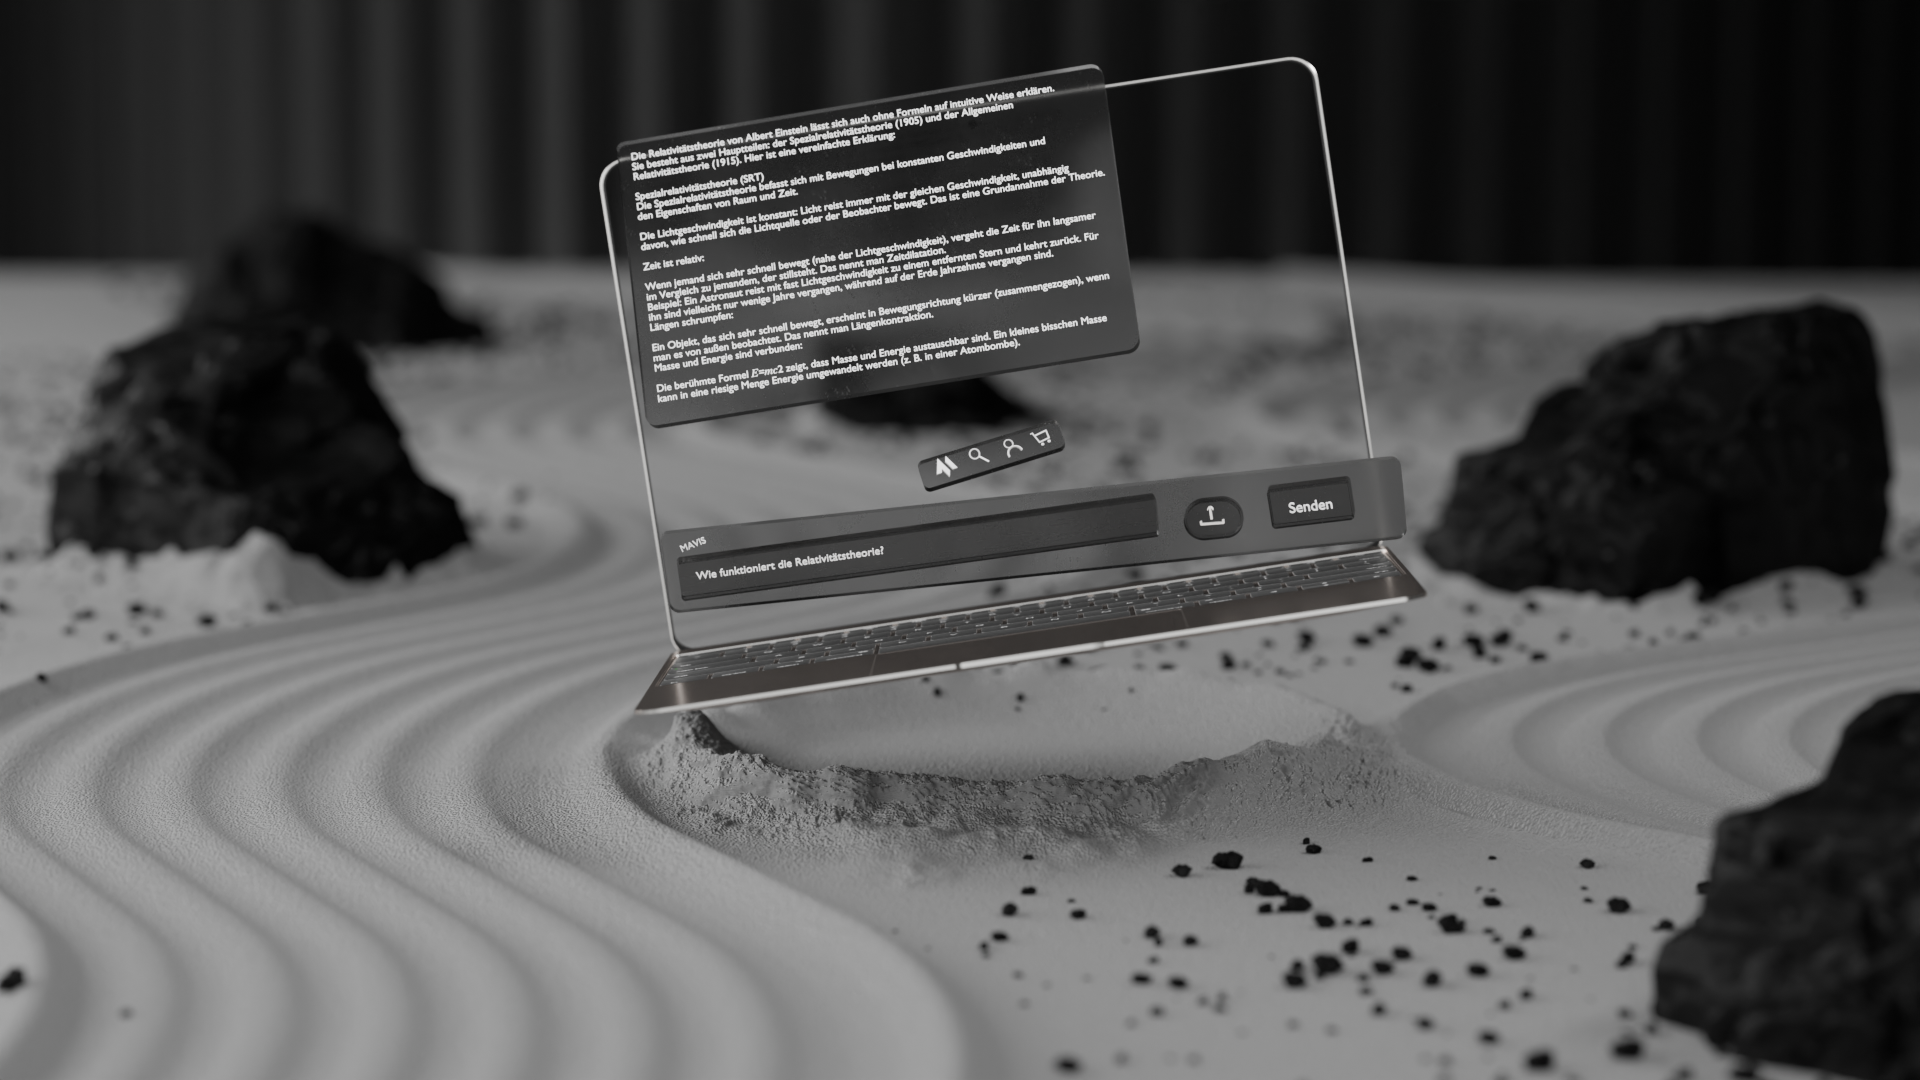 Die Relativitätstheorie von Albert Einstein lässt sich auch ohne Formeln auf intuitive Weise erklären.
Sie besteht aus zwei Hauptteilen: der Spezialrelativitätstheorie (1905) und der Allgemeinen
Relativitätstheorie (1915). Hier ist eine vereinfachte Erklärung:
Spezialrelativitätstheorie (SRT)
Die Spezialrelativitätstheorie befasst sich mit Bewegungen bei konstanten Geschwindigkeiten und
den Eigenschaften von Raum und Zeit.
Die Lichtgeschwindigkeit ist konstant: Licht reist immer mit der gleichen Geschwindigkeit, unabhängig
davon, wie schnell sich die Lichtquelle oder der Beobachter bewegt. Das ist eine Grundannahme der Theorie.
Zeit ist relativ:
Wenn jemand sich sehr schnell bewegt (nahe der Lichtgeschwindigkeit), vergeht die Zeit für ihn langsamer
im Vergleich zu jemandem, der stillsteht. Das nennt man Zeitdilatation.
Beispiel: Ein Astronaut reist mit fast Lichtgeschwindigkeit zu einem entfernten Stern und kehrt zurück. Für
ihn sind vielleicht nur wenige Jahre vergangen, während auf der Erde Jahrzehnte vergangen sind.
Längen schrumpfen:
Ein Objekt, das sich sehr schnell bewegt, erscheint in Bewegungsrichtung kürzer (zusammengezogen), wenn
man es von außen beobachtet. Das nennt man Längenkontraktion.
Masse und Energie sind verbunden:
Die berühmte Formel E=mc2 zeigt, dass Masse und Energie austauschbar sind. Ein kleines bisschen Masse
kann in eine riesige Menge Energie umgewandelt werden (z. B. in einer Atombombe).
MAVIS
Wie funktioniert die Relativitätstheorie?
Senden